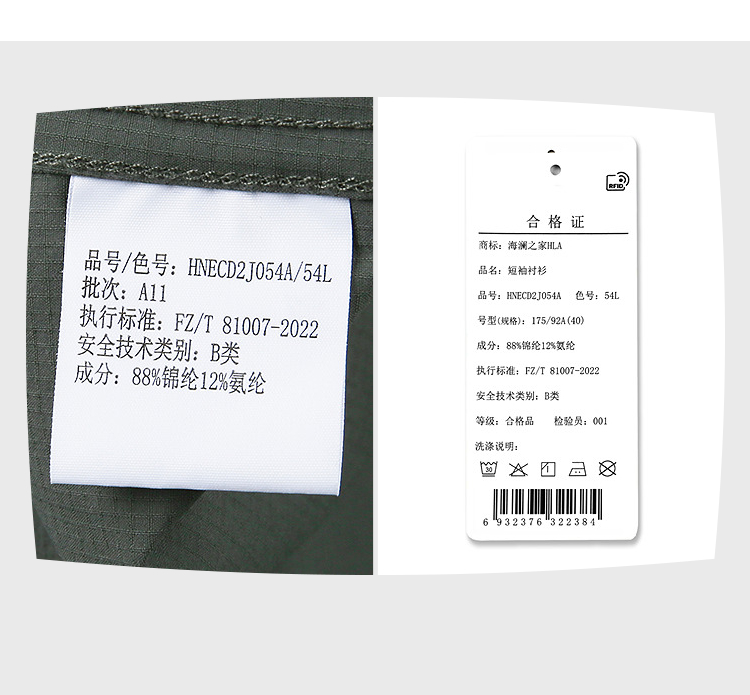 品号/色号: HNECD2J054A/54L
批次: A11
执行标准: FZ/T 81007-2022
安全技术类别: B类
成分: 88%锦纶12%氨纶
RFID
合格证
商标: 海澜之家HLA
品名: 短袖衬衫
品号: HNECD2J054A 色号: 54L
号型(规格): 175/92A(40)
成分: 88%锦纶12%氨纶
执行标准: FZ/T 81007-2022
安全技术类别: B类
等级: 合格品 检验员: 001
洗涤说明:
30
6 932376 322384